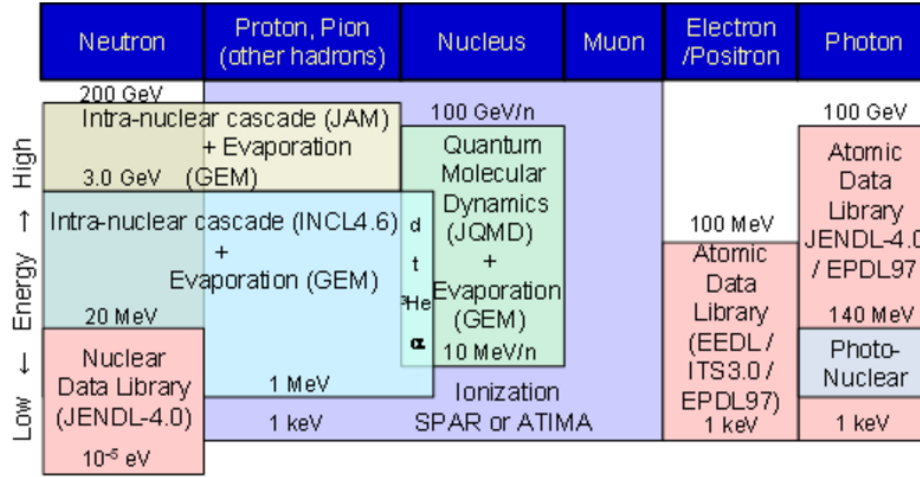 Neutron
Proton, Pion
(other hadrons)
Nucleus
Muon
Electron
/Positron
Photon
Low ← Energy → High
200 GeV
Intra-nuclear cascade (JAM)
+ Evaporation
(GEM)
3.0 GeV
Intra-nuclear cascade (INCL4.6)
+
Evaporation (GEM)
20 MeV
Nuclear
Data Library
(JENDL-4.0)
10⁻⁵ eV
1 MeV
1 keV
d
t
³He
α
100 GeV/n
Quantum
Molecular
Dynamics
(JQMD)
+
Evaporation
(GEM)
10 MeV/n
Ionization
SPAR or ATIMA
100 MeV
Atomic
Data
Library
(EEDL /
ITS3.0 /
EPDL97)
1 keV
100 GeV
Atomic
Data
Library
JENDL-4.0
/ EPDL97
140 MeV
Photo-
Nuclear
1 keV